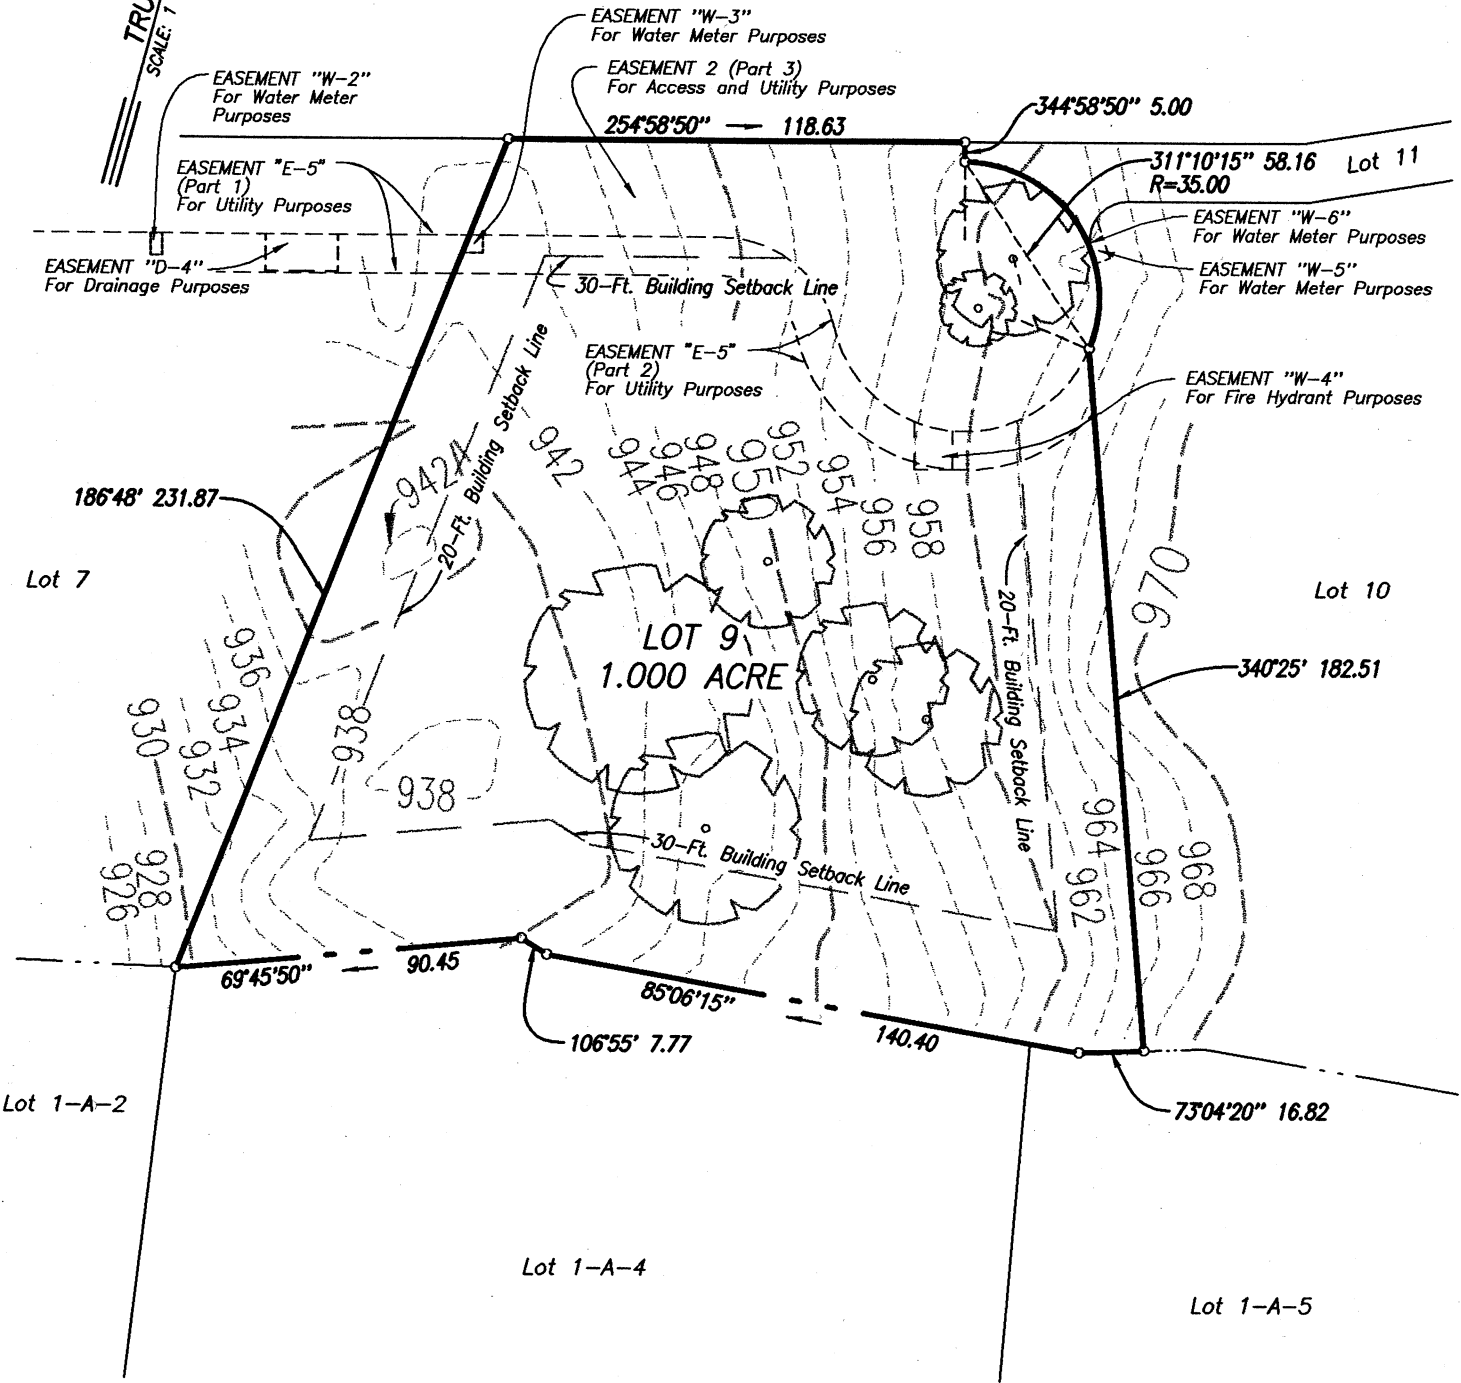 TRU
SCALE: 1
EASEMENT "W-3"
For Water Meter Purposes
EASEMENT "W-2"
For Water Meter
Purposes
EASEMENT 2 (Part 3)
For Access and Utility Purposes
344°58'50" 5.00
254°58'50" 118.63
311°10'15" 58.16
R=35.00
Lot 11
EASEMENT "E-5"
(Part 1)
For Utility Purposes
EASEMENT "W-6"
For Water Meter Purposes
EASEMENT "D-4"
For Drainage Purposes
EASEMENT "W-5"
For Water Meter Purposes
30-Ft. Building Setback Line
EASEMENT "E-5"
(Part 2)
For Utility Purposes
EASEMENT "W-4"
For Fire Hydrant Purposes
20-Ft. Building Setback Line
942
944
946
948
950
952
954
956
958
186°48' 231.87
Lot 7
970
Lot 10
LOT 9
1.000 ACRE
20-Ft. Building Setback Line
340°25' 182.51
936
934
932
930
938
938
928
926
30-Ft. Building Setback Line
964
962
966
968
69°45'50"
90.45
85°06'15"
140.40
106°55' 7.77
73°04'20" 16.82
Lot 1-A-2
Lot 1-A-4
Lot 1-A-5